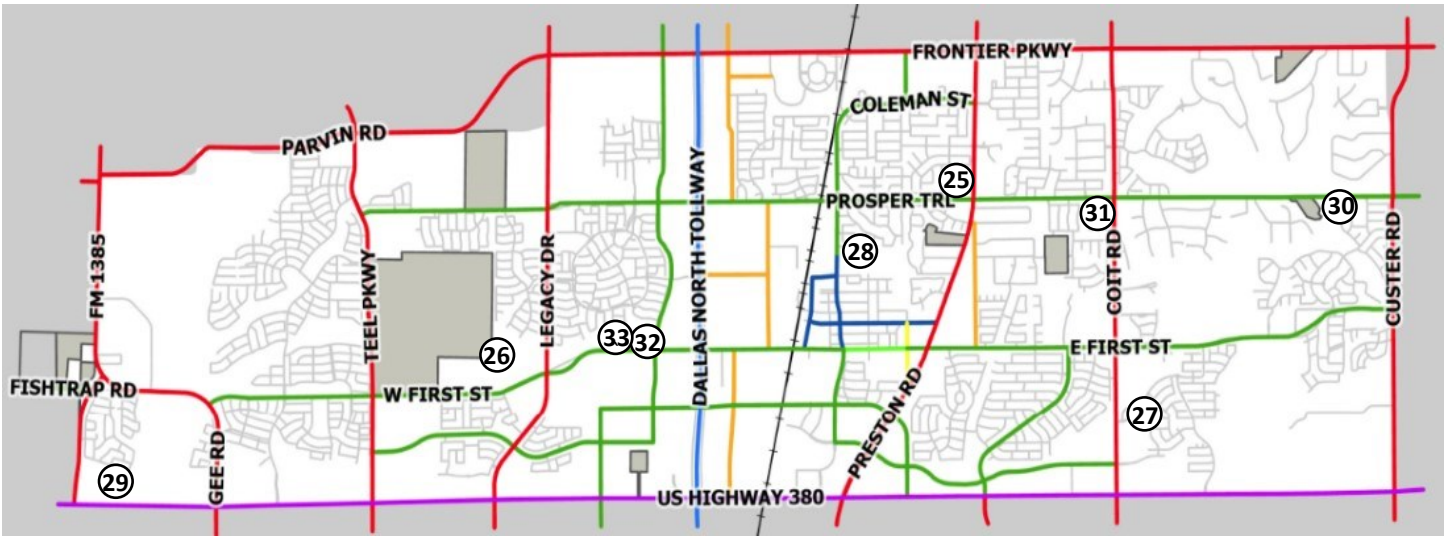 FRONTIER PKWY
COLEMAN ST
PARVIN RD
25
PROSPER TRL
31
30
FM 1385
TEEL PKWY
LEGACY DR
DALLAS NORTH TOLLWAY
28
COIT RD
CUSTER RD
33
32
26
E FIRST ST
FISHTRAP RD
W FIRST ST
PRESTON RD
27
29
GEE RD
US HIGHWAY 380